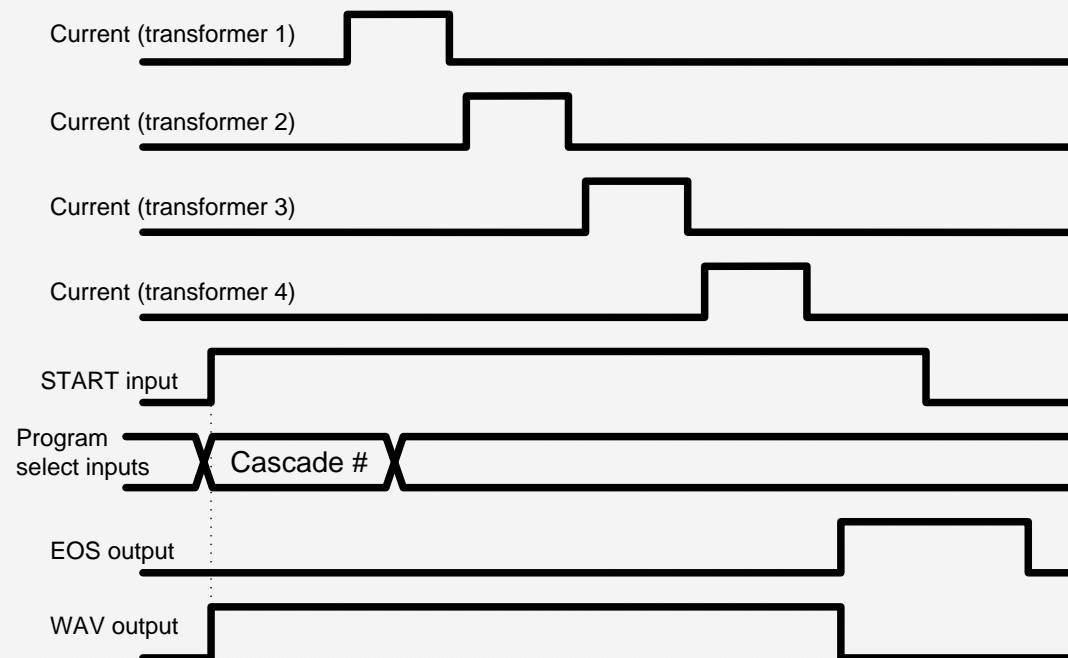 Current (transformer 1)
Current (transformer 2)
Current (transformer 3)
Current (transformer 4)
START input
Program
select inputs
Cascade #
EOS output
WAV output